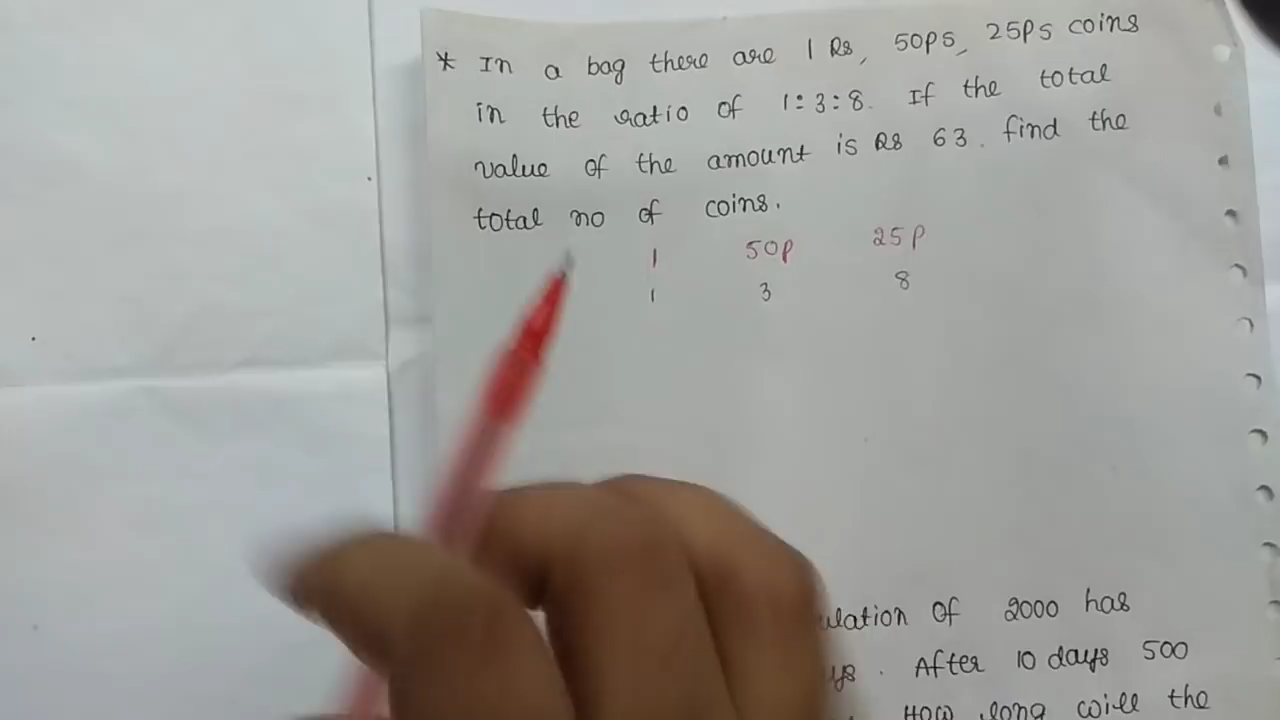 * In a bag there are 1 Rs, 50ps, 25ps coins
in the ratio of 1:3:8. If the total
value of the amount is Rs 63. find the
total no of coins.
1 50p 25p
1 3 8
of 2000 has
. After 10 days 500
How long will the